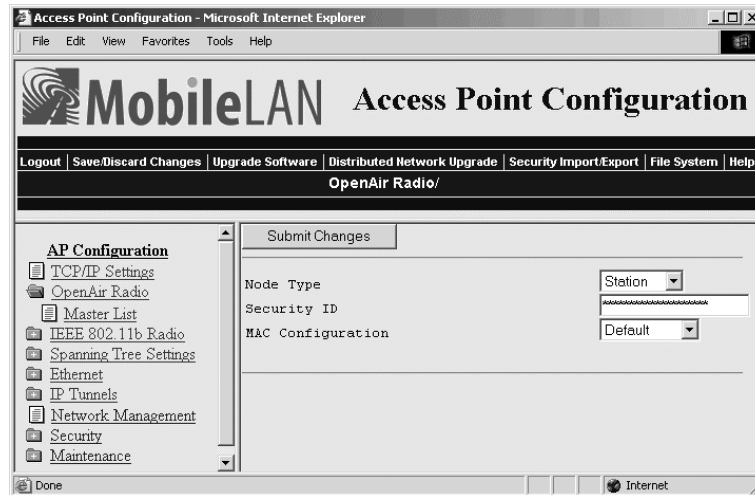 Access Point Configuration - Microsoft Internet Explorer
File Edit View Favorites Tools Help
MobileLAN Access Point Configuration
Logout | Save/Discard Changes | Upgrade Software | Distributed Network Upgrade | Security Import/Export | File System | Help
OpenAir Radio/
AP Configuration
TCP/IP Settings
OpenAir Radio
Master List
IEEE 802.11b Radio
Spanning Tree Settings
Ethernet
IP Tunnels
Network Management
Security
Maintenance
Submit Changes
Node Type Station
Security ID **********************
MAC Configuration Default
Done Internet